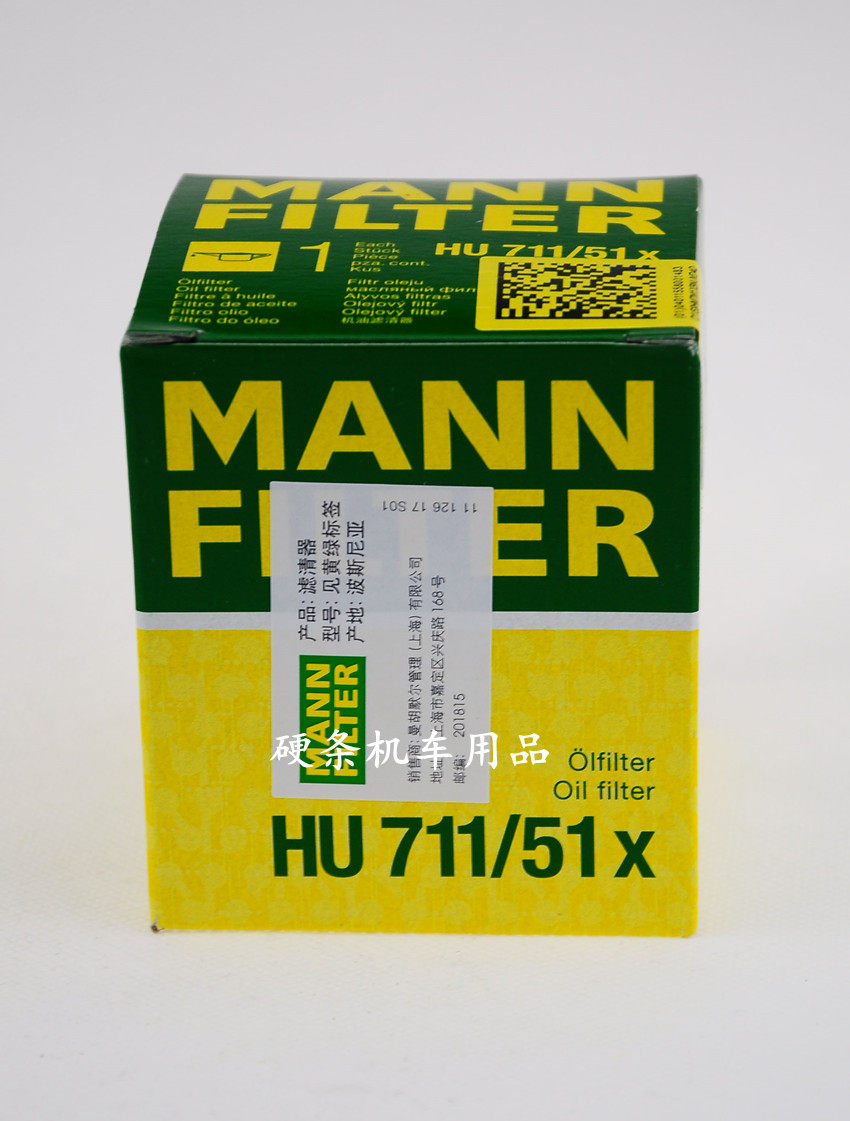 MANN
FILTER
1
Each
Stück
Pièce
pza. cont.
Kus
HU 711/51 x
Ölfilter
Oil filter
Filtre à huile
Filtro de aceite
Filtro olio
Filtro do óleo
Filtr oleju
масляный фил
Alyvos filtras
Olejový filtr
Olejový filter
机油滤清器
MANN
FILTER
产品: 滤清器
型号: 见黄绿标签
产地: 波斯尼亚
11 126 17 S01
MANN
FILTER
销售商: 曼胡默尔管理 (上海) 有限公司
上海市嘉定区兴庆路 168 号
邮编: 201815
硬条机车用品
Ölfilter
Oil filter
HU 711/51 x